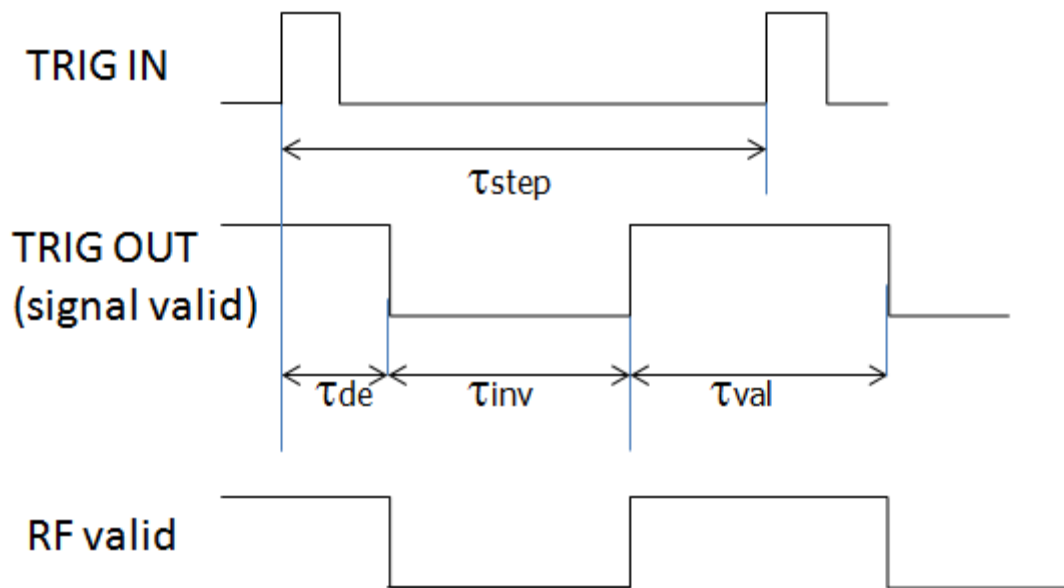 TRIG IN
τstep
TRIG OUT
(signal valid)
τde
τinv
τval
RF valid